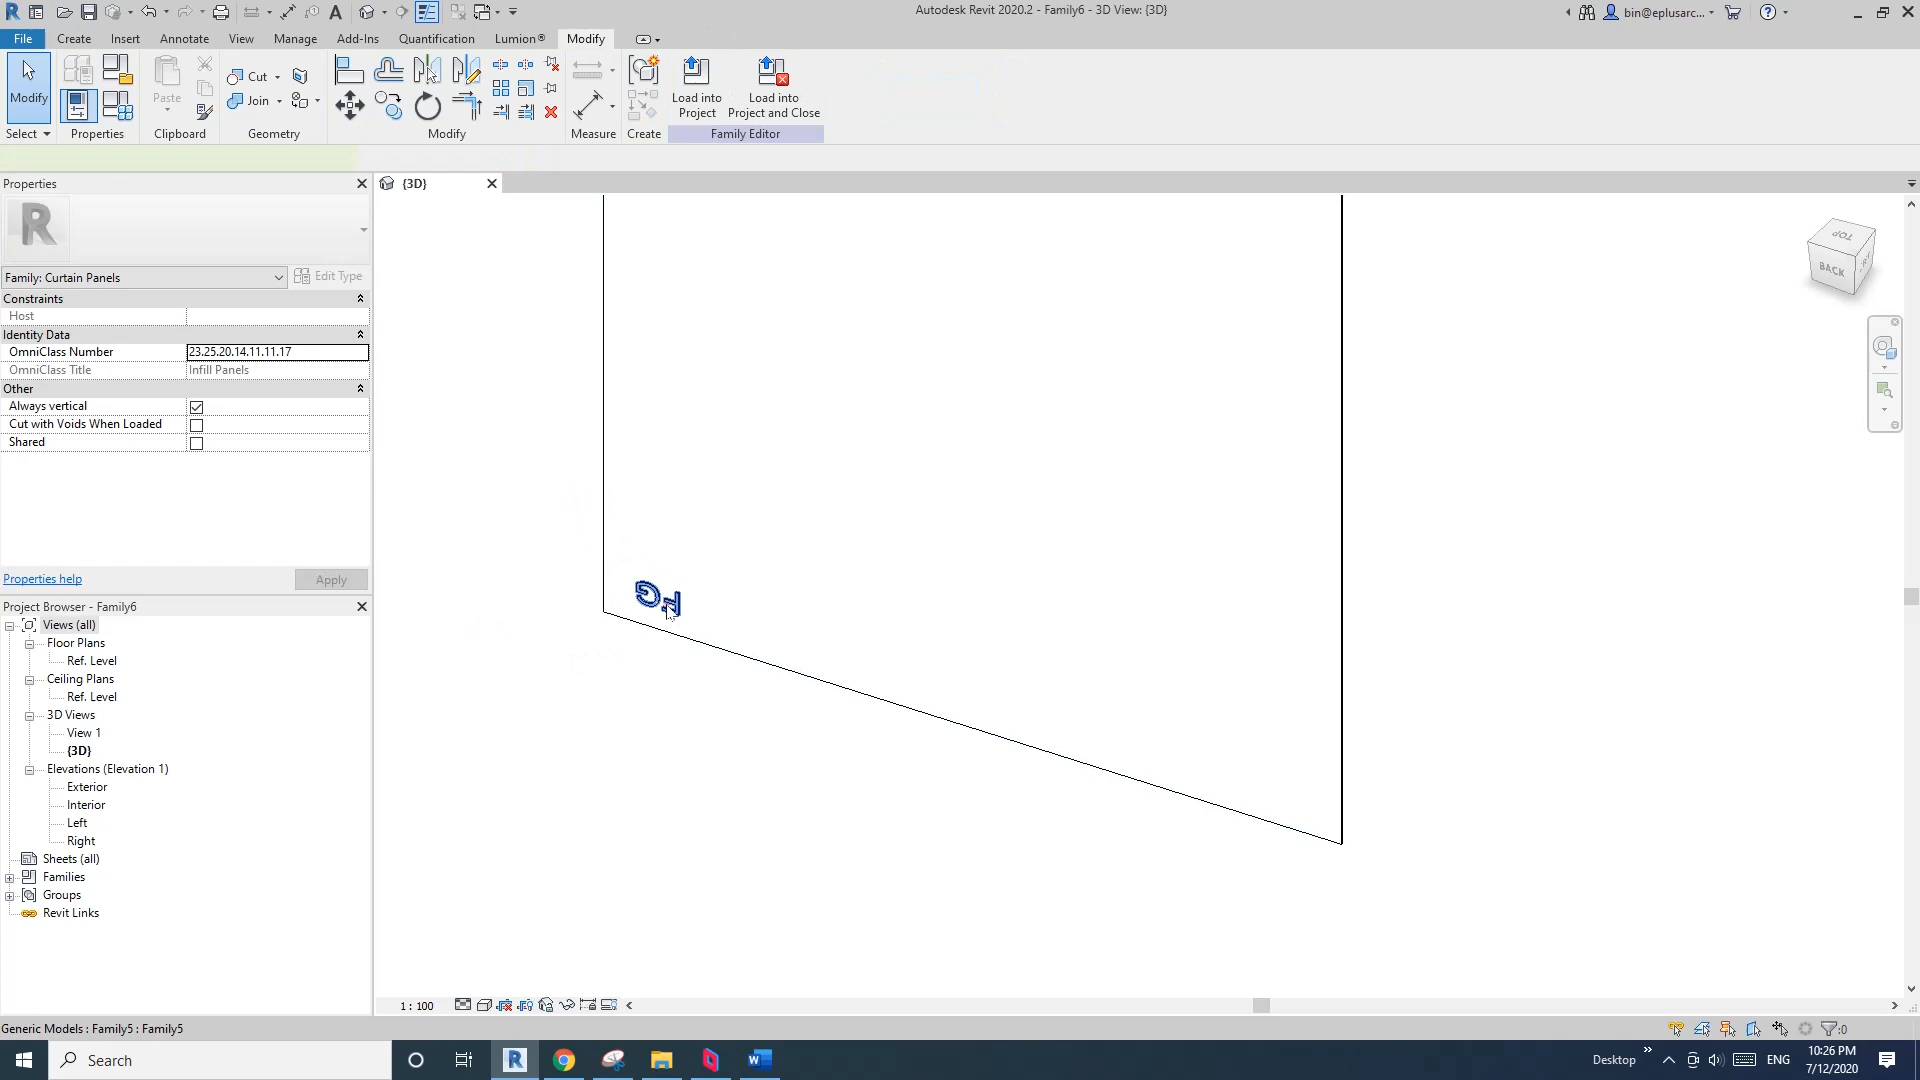 Autodesk Revit 2020.2 - Family6 - 3D View: {3D}
bin@eplusarc...
File Create Insert Architecture Annotate View Manage Add-Ins Quantification Lumion® Modify
Modify
Paste
Cut
Join
Load into Project
Load into Project and Close
Select Properties Clipboard Geometry Modify Measure Create Family Editor
Properties
{3D}
Family: Curtain Panels
Edit Type
Constraints
Host
Identity Data
OmniClass Number 23.25.20.14.11.11.17
OmniClass Title Infill Panels
Other
Always vertical
Cut with Voids When Loaded
Shared
Properties help
Apply
TOP
BACK
FG
Project Browser - Family6
Views (all)
Floor Plans
Ref. Level
Ceiling Plans
Ref. Level
3D Views
View 1
{3D}
Elevations (Elevation 1)
Exterior
Interior
Left
Right
Sheets (all)
Families
Groups
Revit Links
1 : 100
Generic Models : Family5 : Family5
:0
Search
Desktop
ENG
10:26 PM
7/12/2020